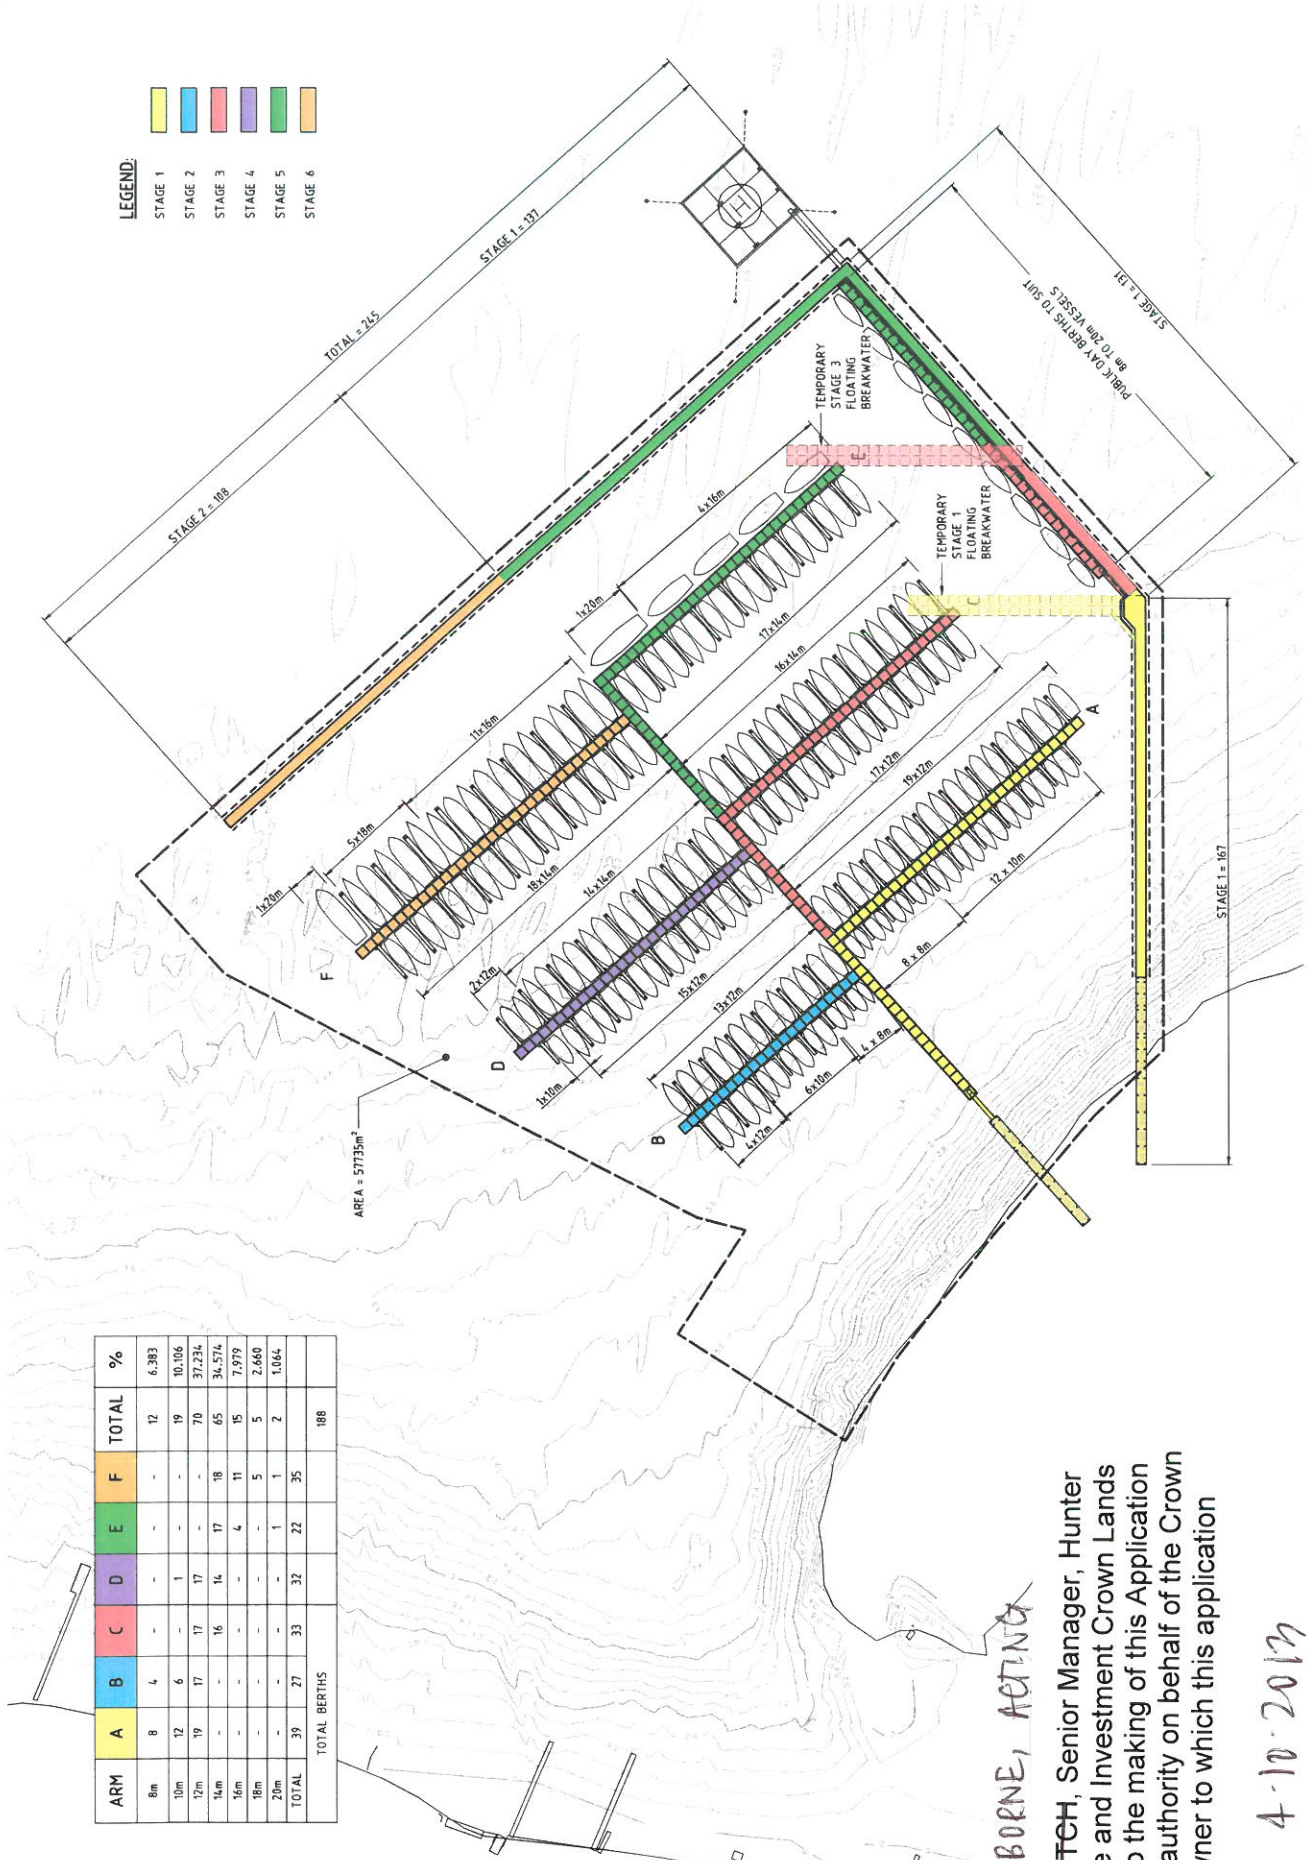 LEGEND:
STAGE 1
STAGE 2
STAGE 3
STAGE 4
STAGE 5
STAGE 6
TOTAL = 245
STAGE 2 = 108
STAGE 1 = 137
H
STAGE 1 = 131
PUBLIC DAY BERTHS TO SUIT
8m TO 20m VESSELS
TEMPORARY
STAGE 3
FLOATING
BREAKWATER
E
TEMPORARY
STAGE 1
FLOATING
BREAKWATER
C
4x16m
1x20m
17x14m
16x14m
11x16m
5x18m
1x20m
F
18x14m
14x14m
2x12m
D
1x10m
15x12m
13x12m
17x12m
19x12m
A
12 x 10m
8 x 8m
4 x 8m
6x10m
4x12m
B
STAGE 1 = 167
AREA = 57735m²
ARM A B C D E F TOTAL %
8m 8 4 - - - - 12 6.383
10m 12 6 - 1 - - 19 10.106
12m 19 17 17 17 - - 70 37.234
14m - - 16 14 17 18 65 34.574
16m - - - - 4 11 15 7.979
18m - - - - - 5 5 2.660
20m - - - - 1 1 2 1.064
TOTAL 39 27 33 32 22 35
TOTAL BERTHS 188
BORNE, ACTING
TCH, Senior Manager, Hunter
e and Investment Crown Lands
o the making of this Application
authority on behalf of the Crown
wner to which this application
4-10-2013